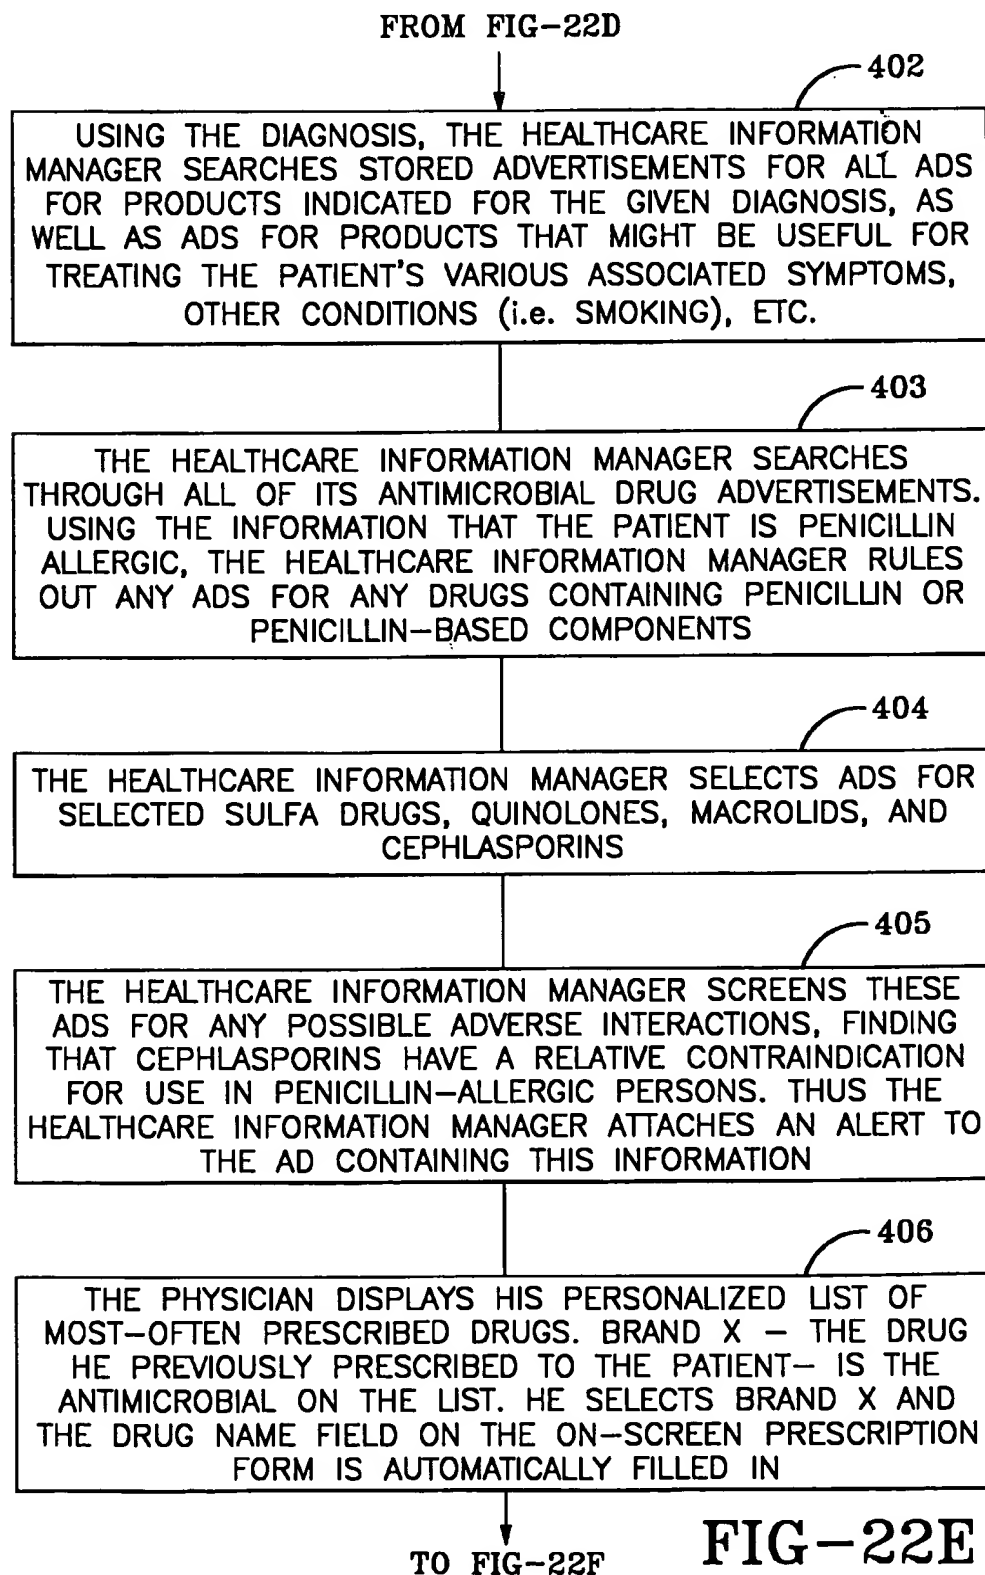 FROM FIG-22D
402
USING THE DIAGNOSIS, THE HEALTHCARE INFORMATION
MANAGER SEARCHES STORED ADVERTISEMENTS FOR ALL ADS
FOR PRODUCTS INDICATED FOR THE GIVEN DIAGNOSIS, AS
WELL AS ADS FOR PRODUCTS THAT MIGHT BE USEFUL FOR
TREATING THE PATIENT'S VARIOUS ASSOCIATED SYMPTOMS,
OTHER CONDITIONS (i.e. SMOKING), ETC.
403
THE HEALTHCARE INFORMATION MANAGER SEARCHES
THROUGH ALL OF ITS ANTIMICROBIAL DRUG ADVERTISEMENTS.
USING THE INFORMATION THAT THE PATIENT IS PENICILLIN
ALLERGIC, THE HEALTHCARE INFORMATION MANAGER RULES
OUT ANY ADS FOR ANY DRUGS CONTAINING PENICILLIN OR
PENICILLIN-BASED COMPONENTS
404
THE HEALTHCARE INFORMATION MANAGER SELECTS ADS FOR
SELECTED SULFA DRUGS, QUINOLONES, MACROLIDS, AND
CEPHLASPORINS
405
THE HEALTHCARE INFORMATION MANAGER SCREENS THESE
ADS FOR ANY POSSIBLE ADVERSE INTERACTIONS, FINDING
THAT CEPHLASPORINS HAVE A RELATIVE CONTRAINDICATION
FOR USE IN PENICILLIN-ALLERGIC PERSONS. THUS THE
HEALTHCARE INFORMATION MANAGER ATTACHES AN ALERT TO
THE AD CONTAINING THIS INFORMATION
406
THE PHYSICIAN DISPLAYS HIS PERSONALIZED LIST OF
MOST-OFTEN PRESCRIBED DRUGS. BRAND X - THE DRUG
HE PREVIOUSLY PRESCRIBED TO THE PATIENT- IS THE
ANTIMICROBIAL ON THE LIST. HE SELECTS BRAND X AND
THE DRUG NAME FIELD ON THE ON-SCREEN PRESCRIPTION
FORM IS AUTOMATICALLY FILLED IN
TO FIG-22F
FIG-22E